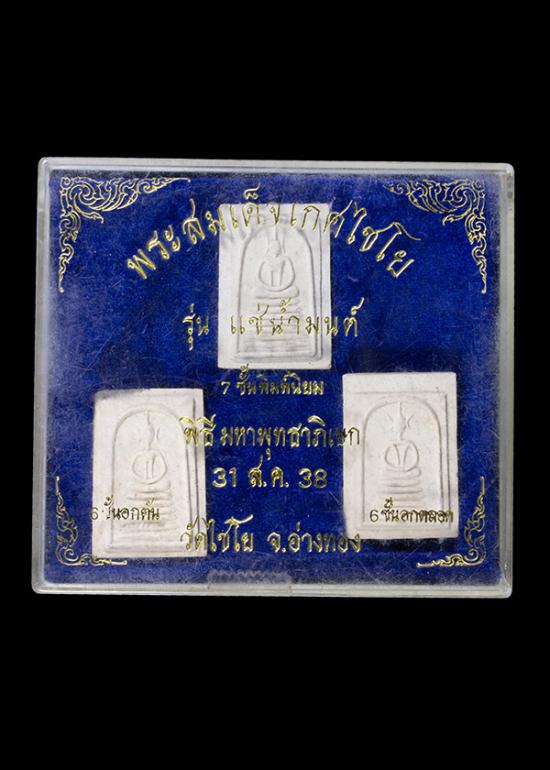 พระสมเด็จเกศไชโย
รุ่น แช่น้ำมนต์
7 ชั้นพิมพ์นิยม
พิธี มหาพุทธาภิเษก
31 ส.ค. 38
6 ชั้นอกตัน
6 ชั้นอกตลอด
วัดไชโย จ.อ่างทอง